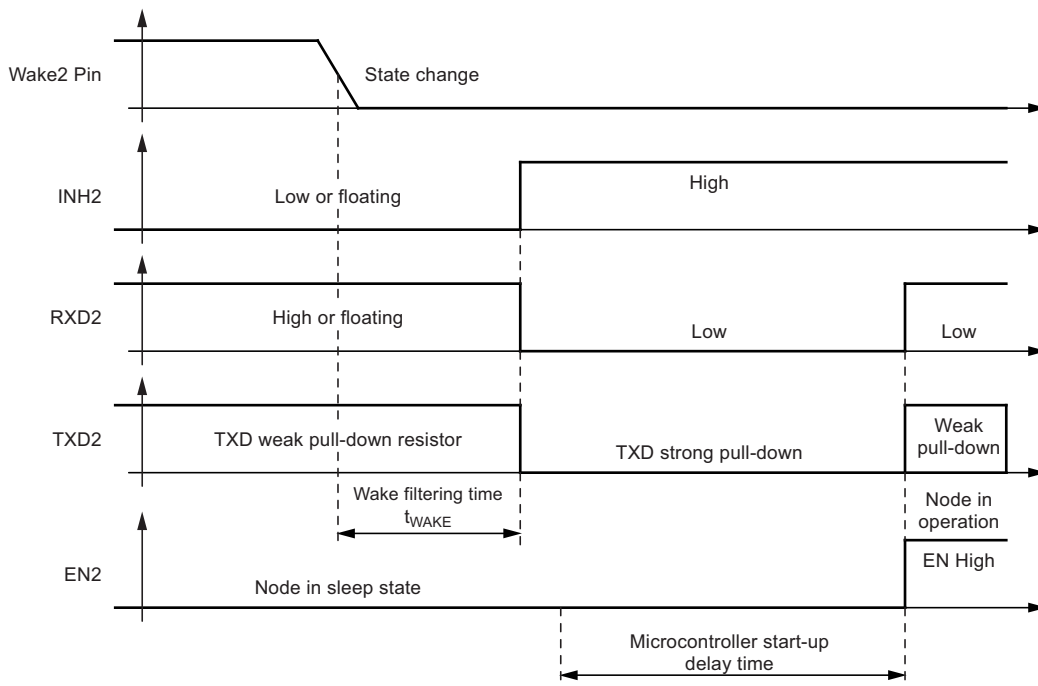 Wake2 Pin
State change
INH2
Low or floating
High
RXD2
High or floating
Low
Low
TXD2
TXD weak pull-down resistor
TXD strong pull-down
Weak
pull-down
Wake filtering time
tWAKE
Node in
operation
EN2
Node in sleep state
EN High
Microcontroller start-up
delay time